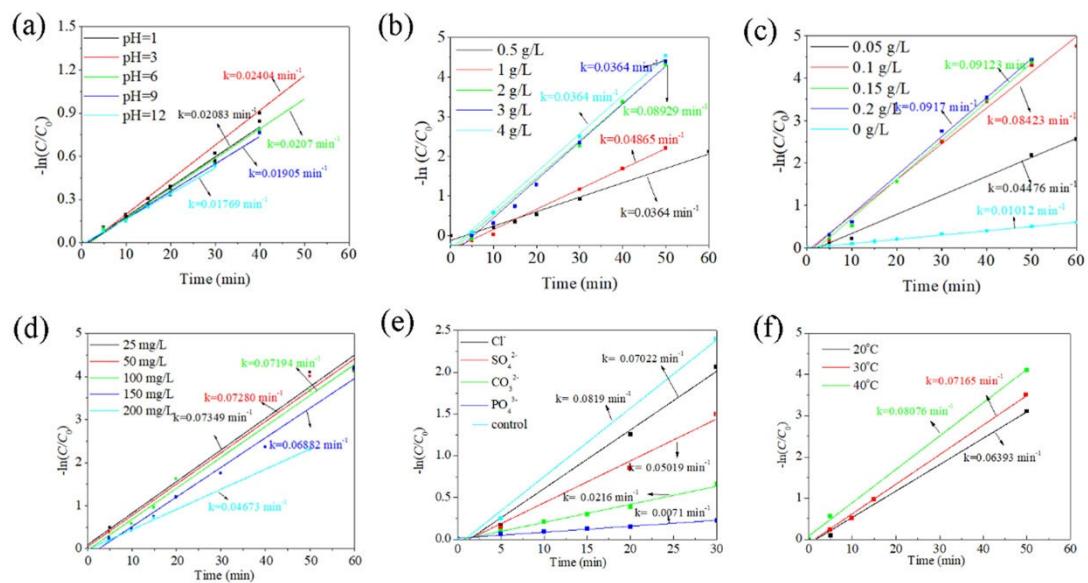 (a)
pH=1
pH=3
pH=6
pH=9
pH=12
k=0.02404 min⁻¹
k=0.02083 min⁻¹
k=0.0207 min⁻¹
k=0.01905 min⁻¹
k=0.01769 min⁻¹
-ln(C/C₀)
1.5
1.2
0.9
0.6
0.3
0.0
0 10 20 30 40 50 60
Time (min)
(b)
0.5 g/L
1 g/L
2 g/L
3 g/L
4 g/L
k=0.0364 min⁻¹
k=0.0364 min⁻¹
k=0.08929 min⁻¹
k=0.04865 min⁻¹
k=0.0364 min⁻¹
-ln (C/C₀)
5
4
3
2
1
0
0 10 20 30 40 50 60
Time (min)
(c)
0.05 g/L
0.1 g/L
0.15 g/L
0.2 g/L
0 g/L
k=0.09123 min⁻¹
k=0.0917 min⁻¹
k=0.08423 min⁻¹
k=0.04476 min⁻¹
k=0.01012 min⁻¹
-ln(C/C₀)
5
4
3
2
1
0
0 10 20 30 40 50 60
Time (min)
(d)
25 mg/L
50 mg/L
100 mg/L
150 mg/L
200 mg/L
k=0.07194 min⁻¹
k=0.07280 min⁻¹
k=0.07349 min⁻¹
k=0.06882 min⁻¹
k=0.04673 min⁻¹
-ln(C/C₀)
5
4
3
2
1
0
0 10 20 30 40 50 60
Time (min)
(e)
Cl⁻
SO₄²⁻
CO₃²⁻
PO₄³⁻
control
k= 0.07022 min⁻¹
k= 0.0819 min⁻¹
k= 0.05019 min⁻¹
k= 0.0216 min⁻¹
k= 0.0071 min⁻¹
-ln(C/C₀)
2.5
2.0
1.5
1.0
0.5
0.0
0 5 10 15 20 25 30
Time (min)
(f)
20°C
30°C
40°C
k=0.07165 min⁻¹
k=0.08076 min⁻¹
k=0.06393 min⁻¹
-ln(C/C₀)
5
4
3
2
1
0
0 10 20 30 40 50 60
Time (min)